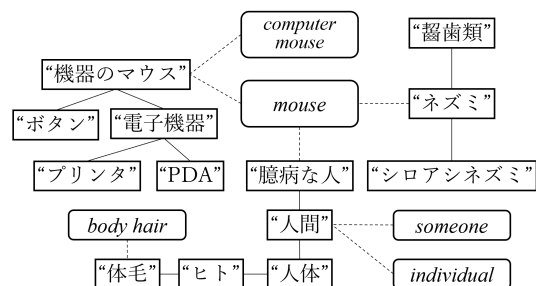 computer
mouse
“齧歯類”
“機器のマウス”
mouse
“ネズミ”
“ボタン”
“電子機器”
“プリンタ”
“PDA”
“臆病な人”
“シロアシネズミ”
body hair
“人間”
someone
“体毛”
“ヒト”
“人体”
individual